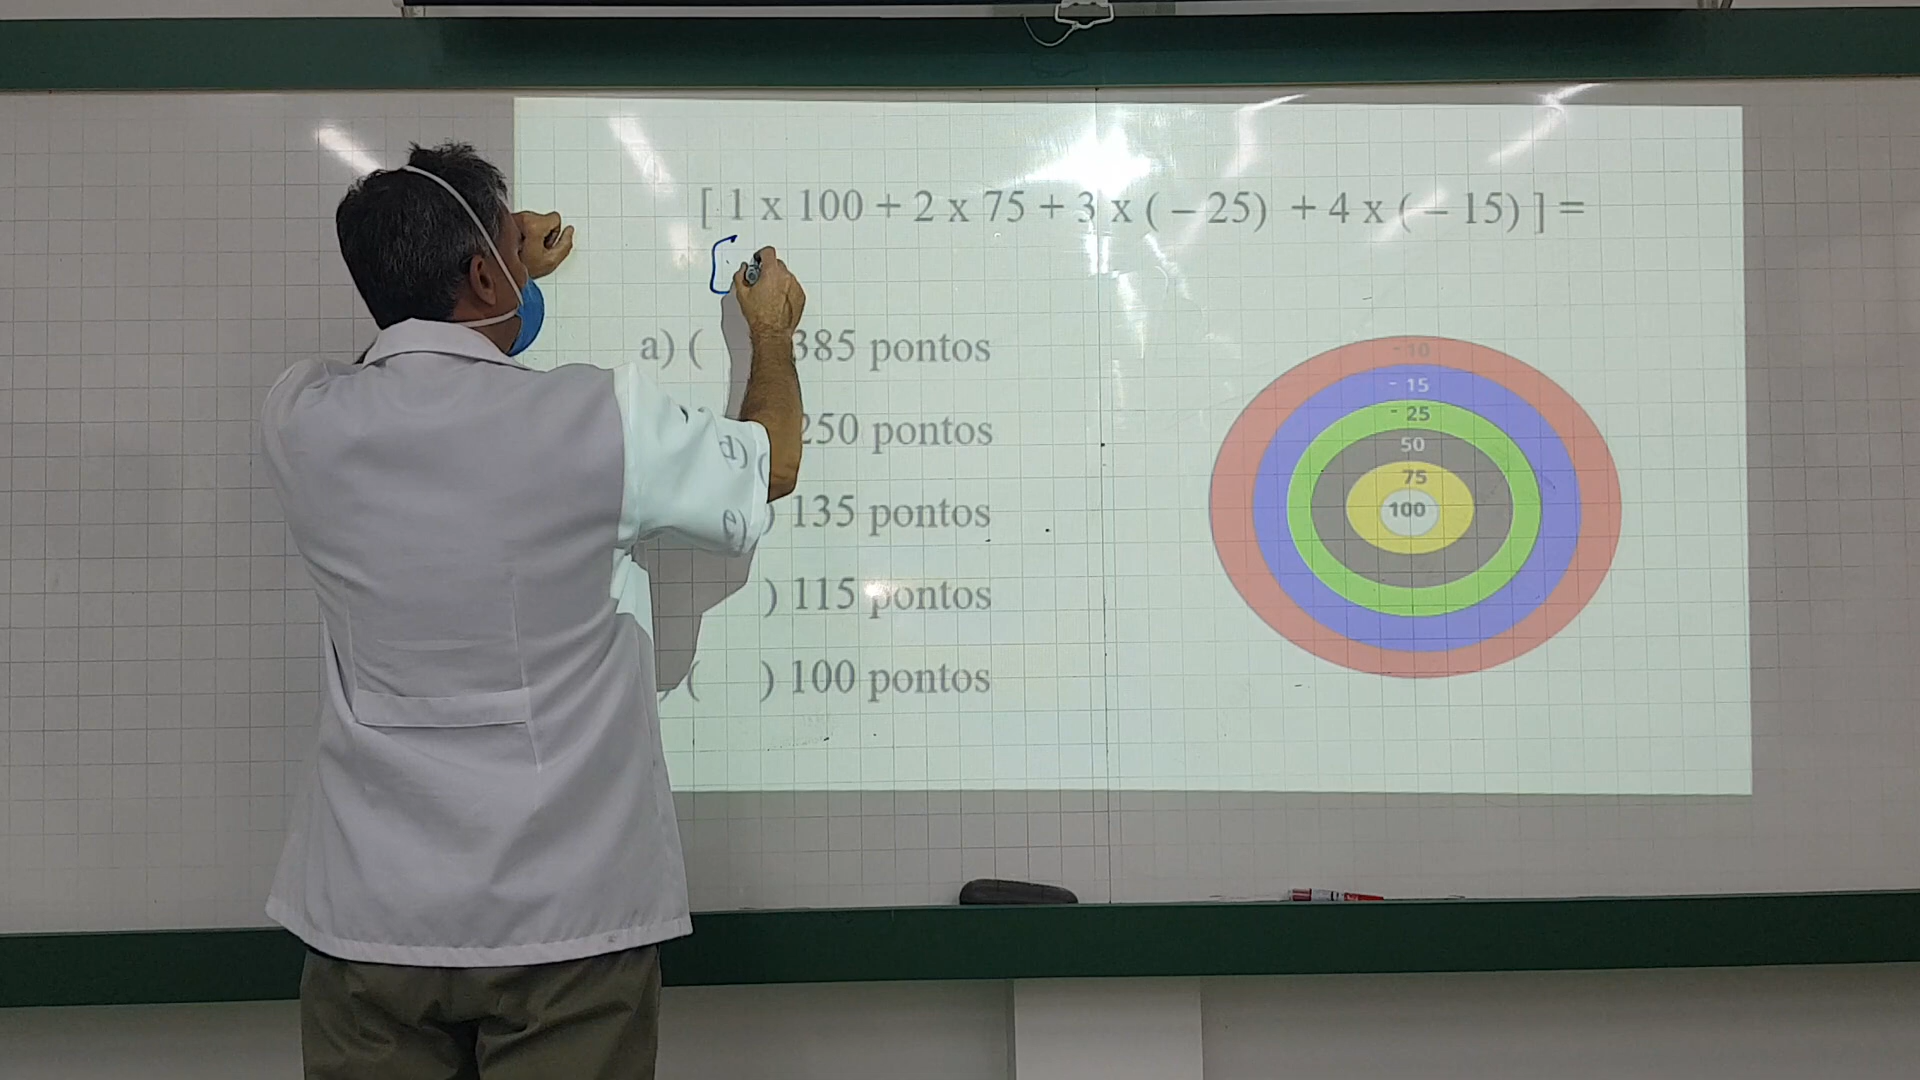 [ 1 x 100 + 2 x 75 + 3 x ( – 25) + 4 x ( – 15) ] =
[
a) ( 385 pontos
d) ( 250 pontos
e) ) 135 pontos
) 115 pontos
) ( ) 100 pontos
- 10
- 15
- 25
50
75
100